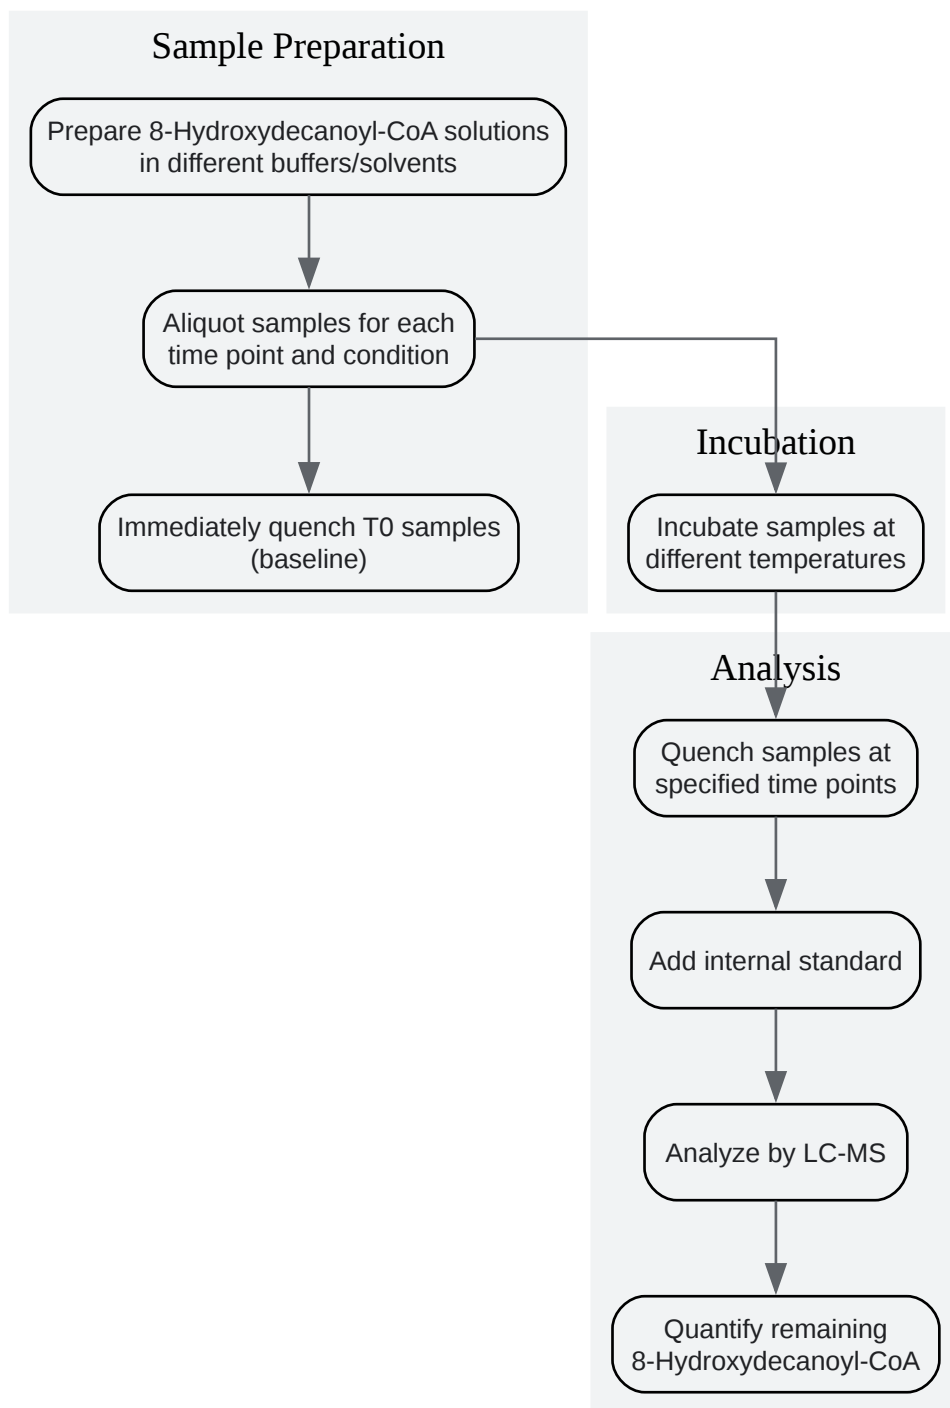 Sample Preparation
Prepare 8-Hydroxydecanoyl-CoA solutions
in different buffers/solvents
Aliquot samples for each
time point and condition
Immediately quench T0 samples
(baseline)
Incubation
Incubate samples at
different temperatures
Analysis
Quench samples at
specified time points
Add internal standard
Analyze by LC-MS
Quantify remaining
8-Hydroxydecanoyl-CoA